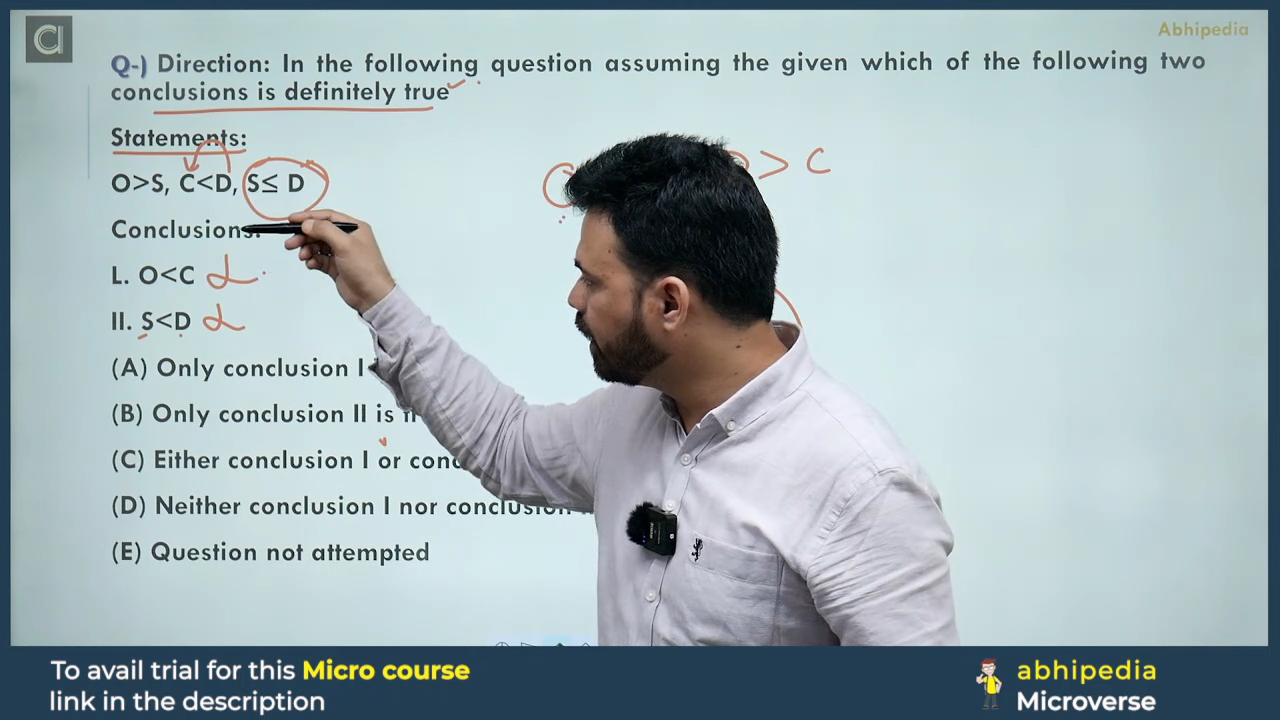 Abhipedia
Q-) Direction: In the following question assuming the given which of the following two
conclusions is definitely true
Statements:
O>S, C<D, S≤ D
> C
Conclusions:
I. O<C
II. S<D
(A) Only conclusion I
(B) Only conclusion II is
(C) Either conclusion I or
(D) Neither conclusion I nor conclusion
(E) Question not attempted
To avail trial for this Micro course
link in the description
abhipedia
Microverse